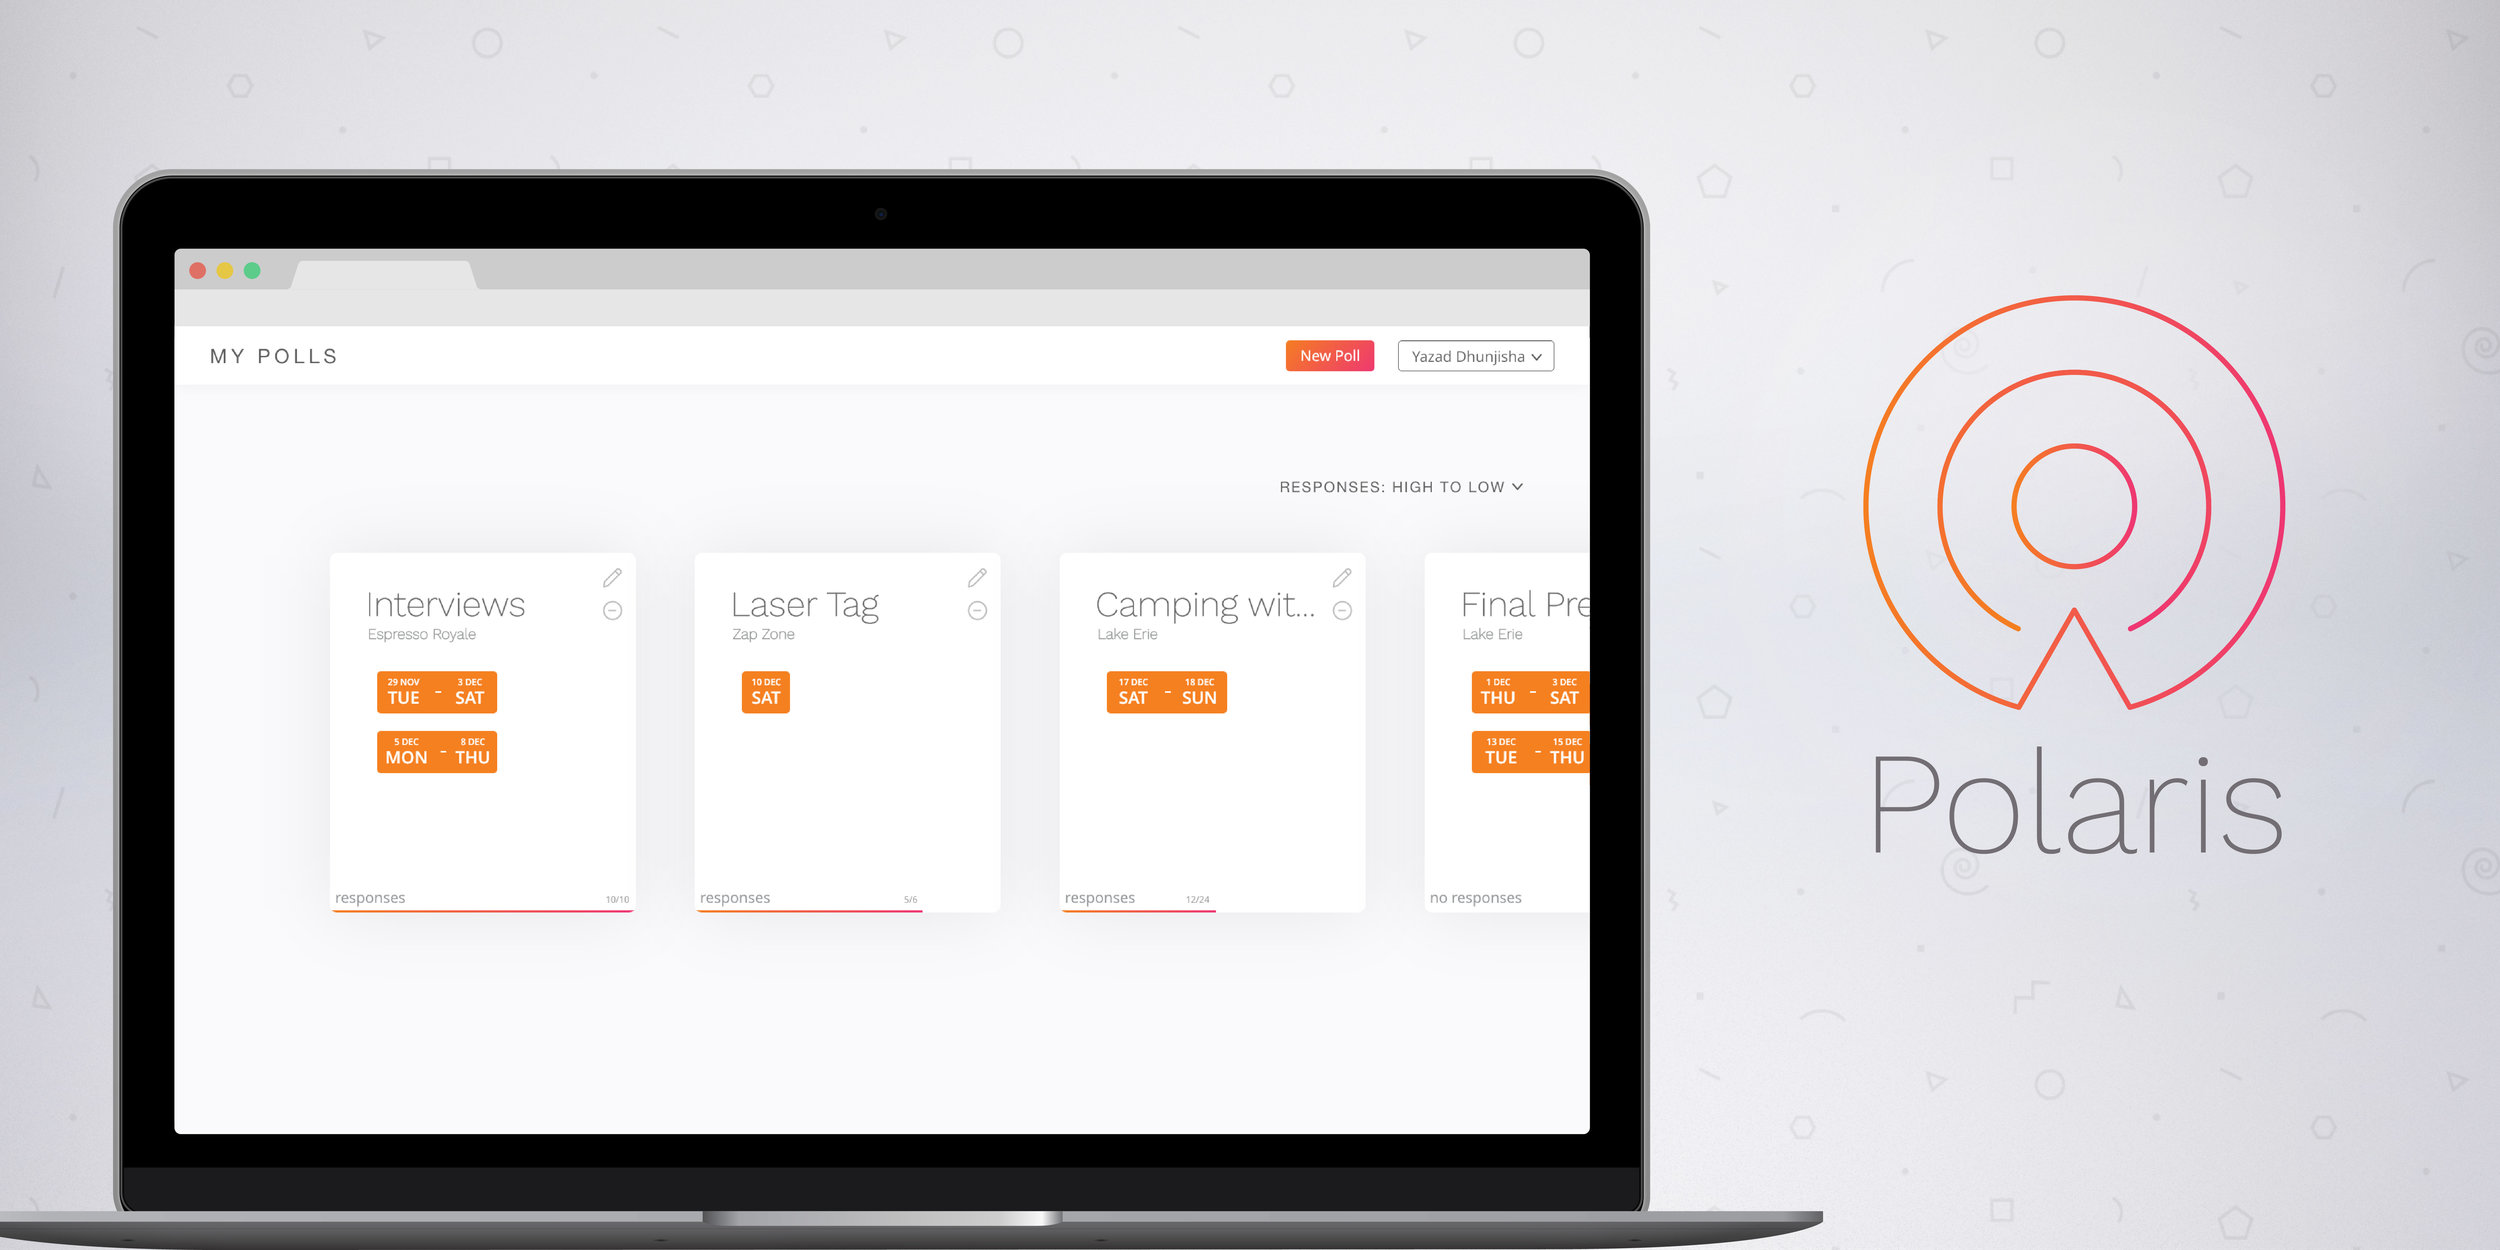 MY POLLS
New Poll
Yazad Dhunjisha
RESPONSES: HIGH TO LOW
Interviews
Espresso Royale
29 NOV
3 DEC
TUE - SAT
5 DEC
8 DEC
MON - THU
responses
10/10
Laser Tag
Zap Zone
10 DEC
SAT
responses
5/6
Camping wit...
Lake Erie
17 DEC
18 DEC
SAT - SUN
responses
12/24
Final Pre
Lake Erie
1 DEC
3 DEC
THU - SAT
13 DEC
15 DEC
TUE - THU
no responses
Polaris